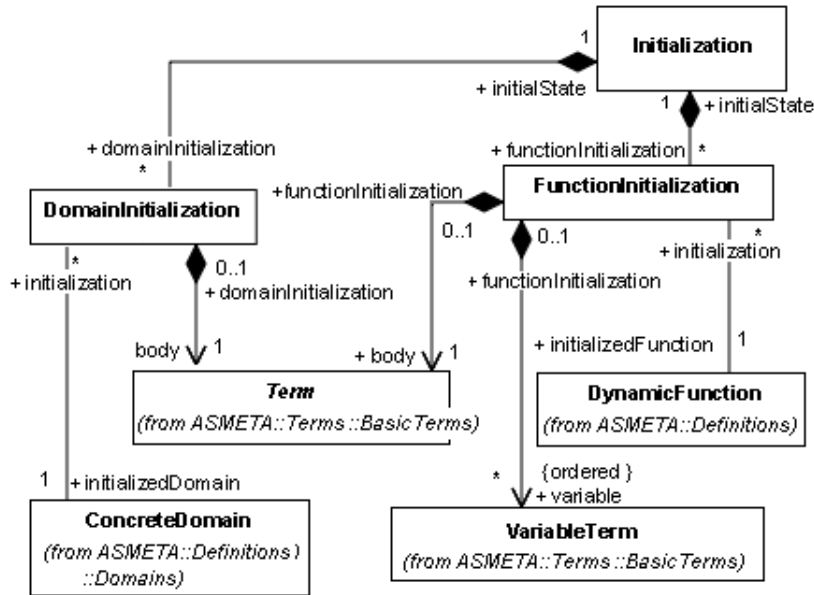 1
Initialization
+ initialState
1
+ initialState
+ domainInitialization
*
+ functionInitialization
*
DomainInitialization
+functionInitialization
FunctionInitialization
*
+ initialization
0..1
+ domainInitialization
0..1
0..1
+ functionInitialization
*
+ initialization
body
1
+ body
1
+ initializedFunction
1
Term
(from ASMETA::Terms::BasicTerms)
DynamicFunction
(from ASMETA::Definitions)
1
+ initializedDomain
*
{ordered }
+ variable
ConcreteDomain
(from ASMETA::Definitions)
::Domains)
VariableTerm
(from ASMETA::Terms::BasicTerms)